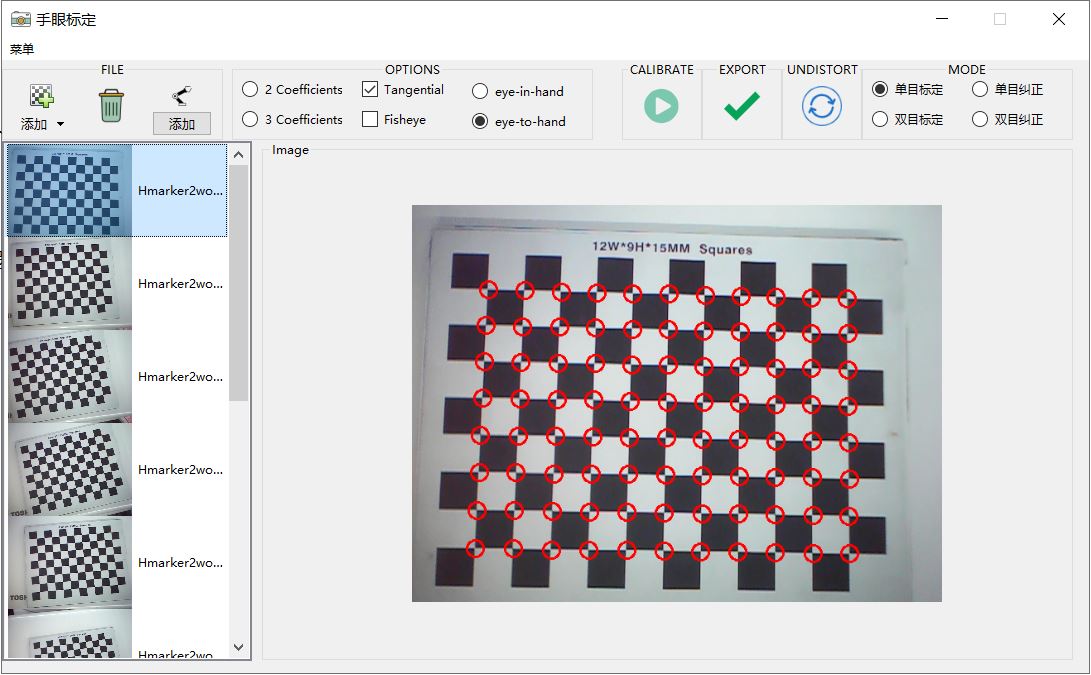 手眼标定
菜单
FILE
添加
添加
OPTIONS
2 Coefficients
3 Coefficients
Tangential
Fisheye
eye-in-hand
eye-to-hand
CALIBRATE
EXPORT
UNDISTORT
MODE
单目标定
单目纠正
双目标定
双目纠正
Hmarker2wo...
Hmarker2wo...
Hmarker2wo...
Hmarker2wo...
Hmarker2wo...
Hmarker2wo
TOSH
Image
12W*9H*15MM Squares